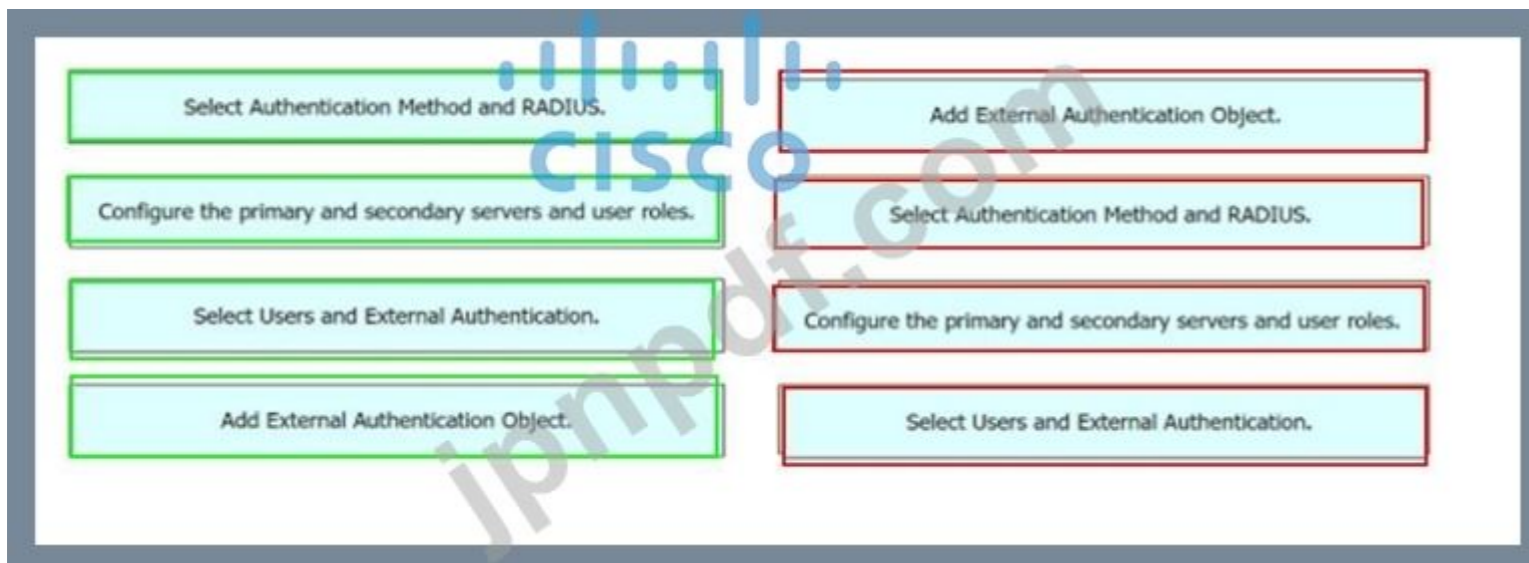 CISCO
Select Authentication Method and RADIUS.
Add External Authentication Object.
Configure the primary and secondary servers and user roles.
Select Authentication Method and RADIUS.
Select Users and External Authentication.
Configure the primary and secondary servers and user roles.
Add External Authentication Object.
Select Users and External Authentication.
jpnpdf.com